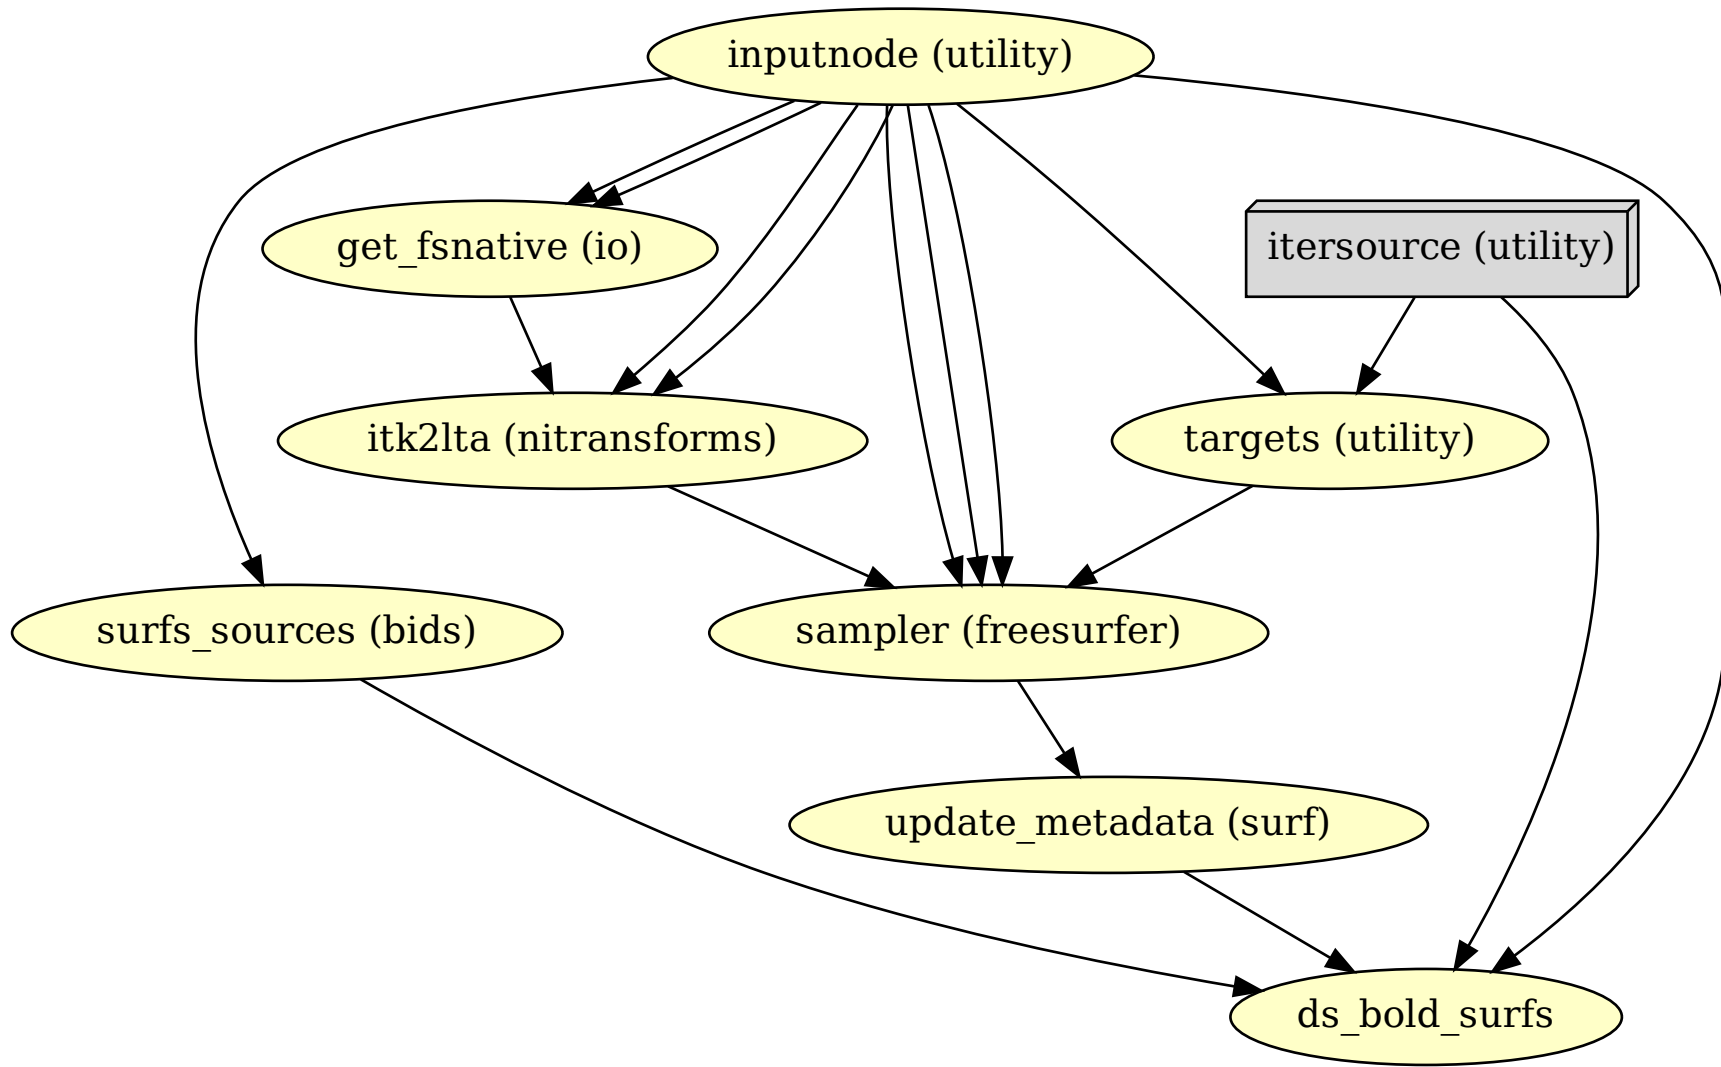 inputnode (utility)
get_fsnative (io)
itersource (utility)
itk2lta (nitransforms)
targets (utility)
surfs_sources (bids)
sampler (freesurfer)
update_metadata (surf)
ds_bold_surfs